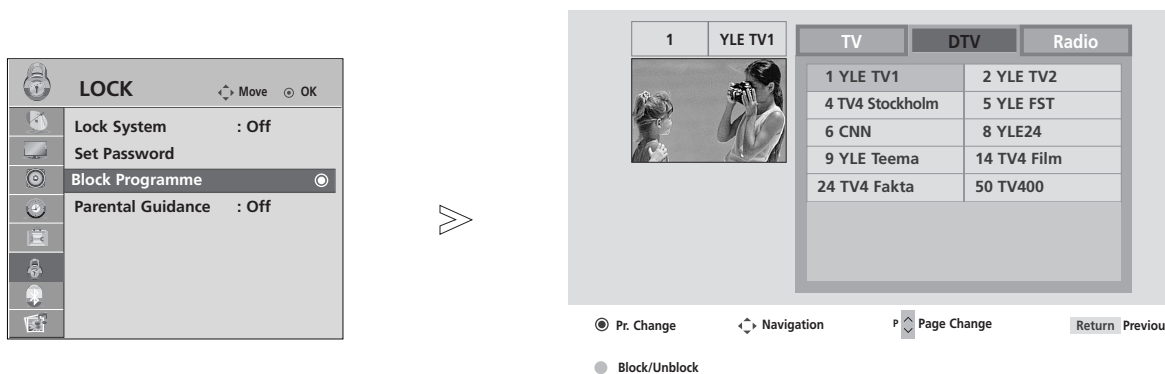 LOCK
Move OK
Lock System : Off
Set Password
Block Programme
Parental Guidance : Off
1 YLE TV1
TV DTV Radio
1 YLE TV1 2 YLE TV2
4 TV4 Stockholm 5 YLE FST
6 CNN 8 YLE24
9 YLE Teema 14 TV4 Film
24 TV4 Fakta 50 TV400
Pr. Change Navigation P Page Change Return Previou
Block/Unblock